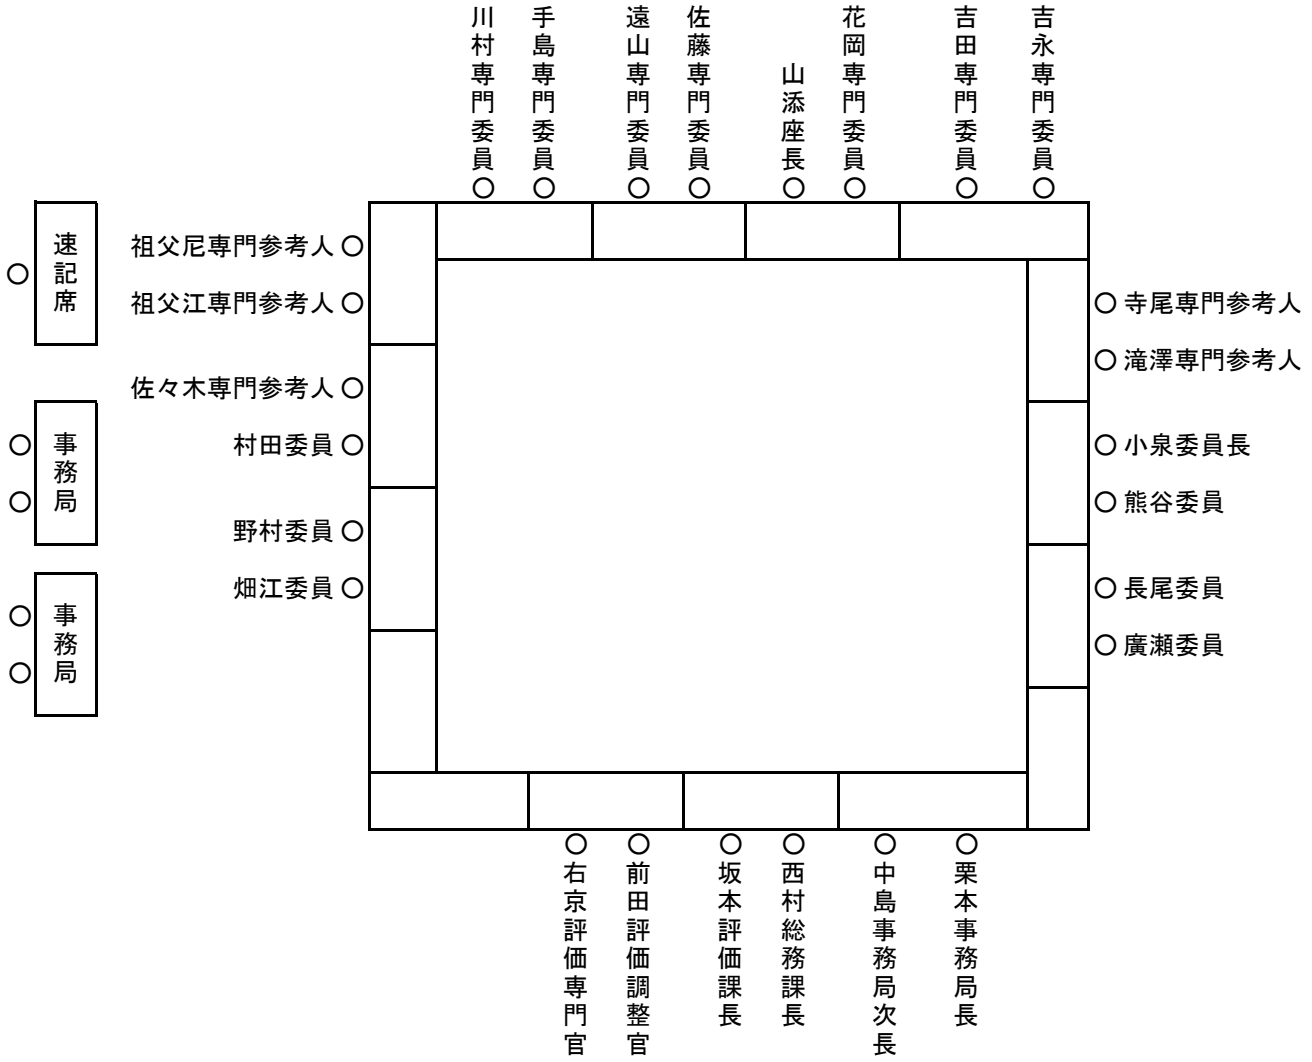 川村専門委員
手島専門委員
遠山専門委員
佐藤専門委員
山添座長
花岡専門委員
吉田専門委員
吉永専門委員
速記席
祖父尼専門参考人
祖父江専門参考人
佐々木専門参考人
村田委員
野村委員
畑江委員
事務局
事務局
寺尾専門参考人
滝澤専門参考人
小泉委員長
熊谷委員
長尾委員
廣瀬委員
右京評価専門官
前田評価調整官
坂本評価課長
西村総務課長
中島事務局次長
栗本事務局長